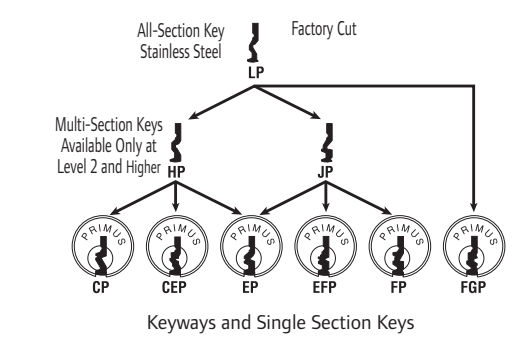 All-Section Key
Stainless Steel
Factory Cut
LP
Multi-Section Keys
Available Only at
Level 2 and Higher
HP
JP
PRIMUS
PRIMUS
PRIMUS
PRIMUS
PRIMUS
PRIMUS
CP
CEP
EP
EFP
FP
FGP
Keyways and Single Section Keys